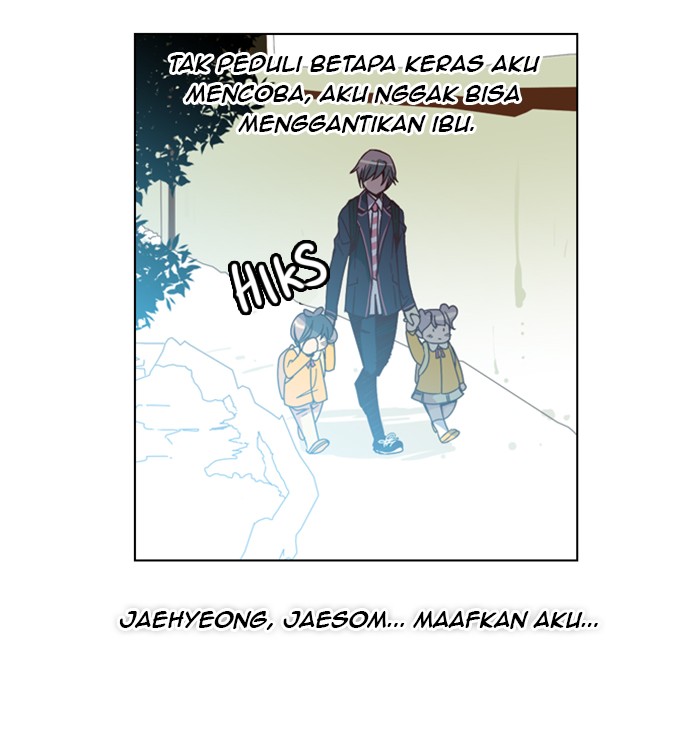 TAK PEDULI BETAPA KERAS AKU
MENCOBA, AKU NGGAK BISA
MENGGANTIKAN IBU.
HIKS
JAEHYEONG, JAESOM... MAAFKAN AKU...